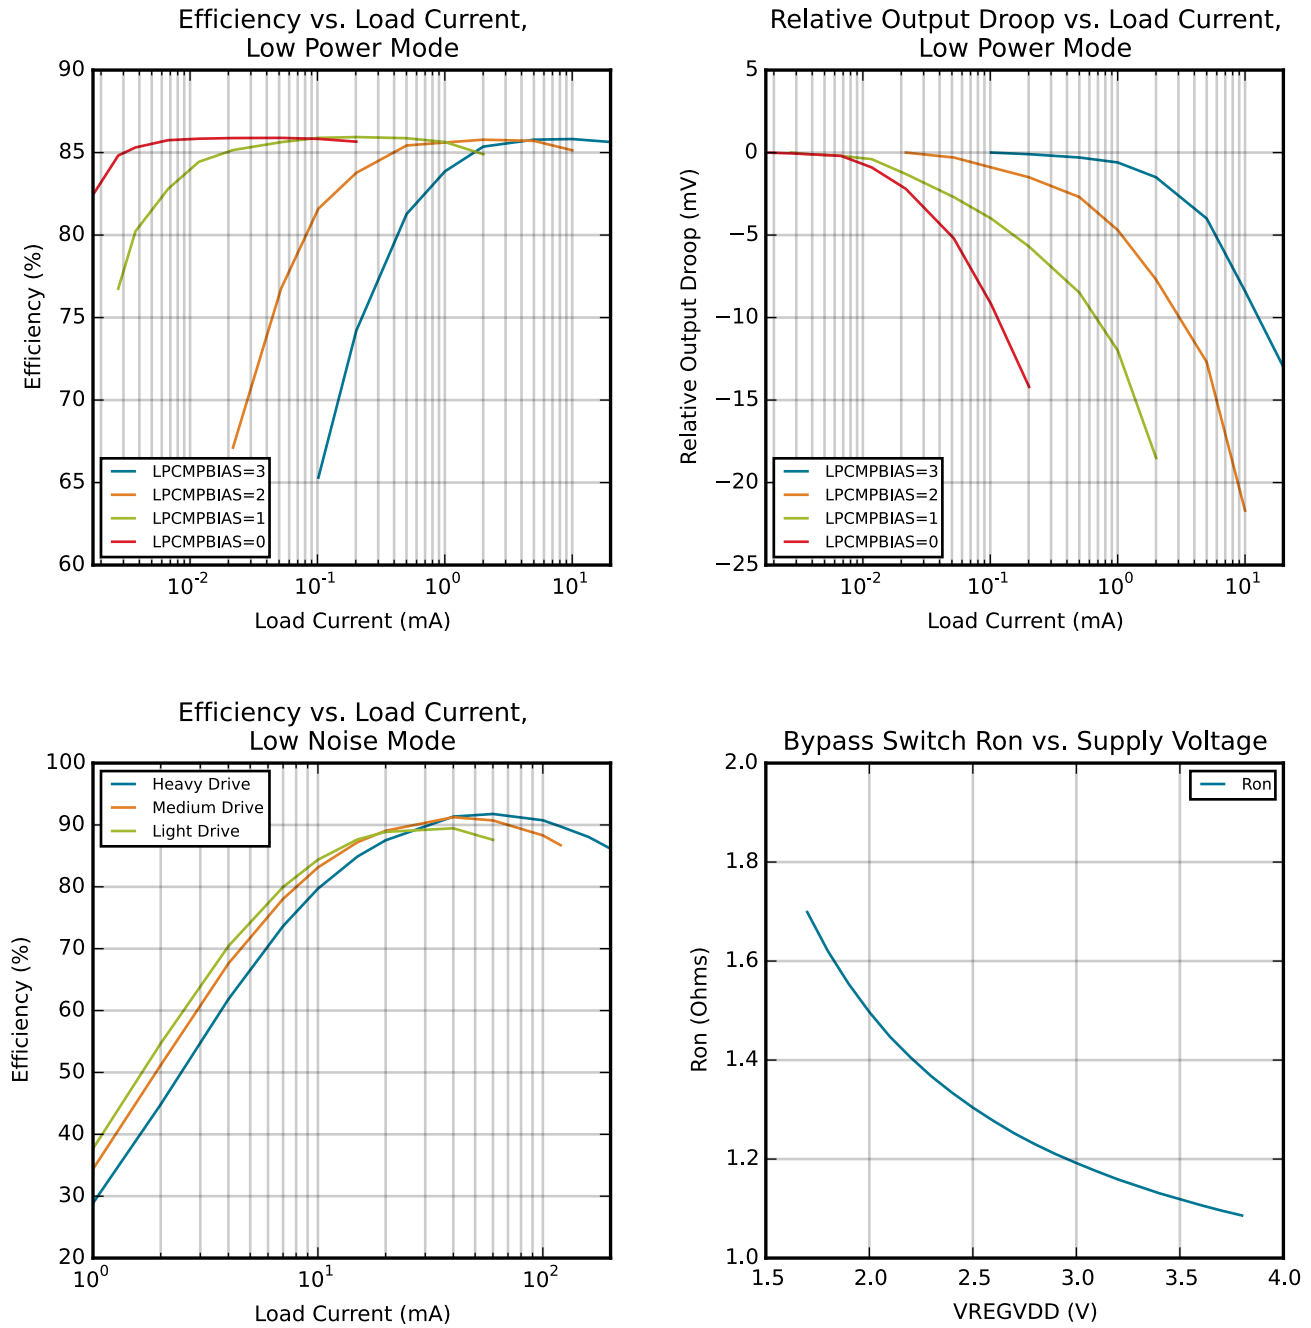 Efficiency vs. Load Current,
Low Power Mode
90
85
80
75
70
65
60
Efficiency (%)
LPCMPBIAS=3
LPCMPBIAS=2
LPCMPBIAS=1
LPCMPBIAS=0
10⁻² 10⁻¹ 10⁰ 10¹
Load Current (mA)
Relative Output Droop vs. Load Current,
Low Power Mode
5
0
−5
−10
−15
−20
−25
Relative Output Droop (mV)
LPCMPBIAS=3
LPCMPBIAS=2
LPCMPBIAS=1
LPCMPBIAS=0
10⁻² 10⁻¹ 10⁰ 10¹
Load Current (mA)
Efficiency vs. Load Current,
Low Noise Mode
100
90
80
70
60
50
40
30
20
Efficiency (%)
Heavy Drive
Medium Drive
Light Drive
10⁰ 10¹ 10²
Load Current (mA)
Bypass Switch Ron vs. Supply Voltage
2.0
1.8
1.6
1.4
1.2
1.0
Ron (Ohms)
Ron
1.5 2.0 2.5 3.0 3.5 4.0
VREGVDD (V)